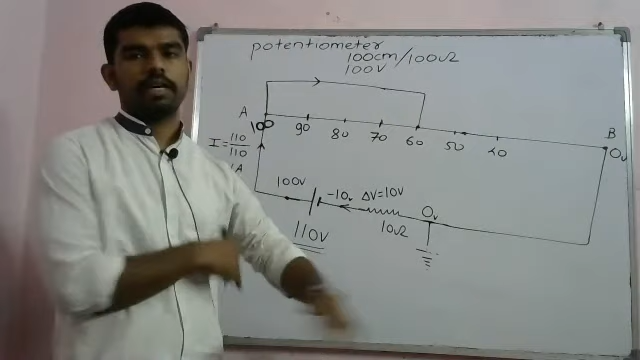 potentiometer
100cm/100Ω
100V
A
100
90
80
70
60
50
40
B
0v
I = 110/110
1A
100V
-10v
ΔV=10V
0v
10Ω
110V